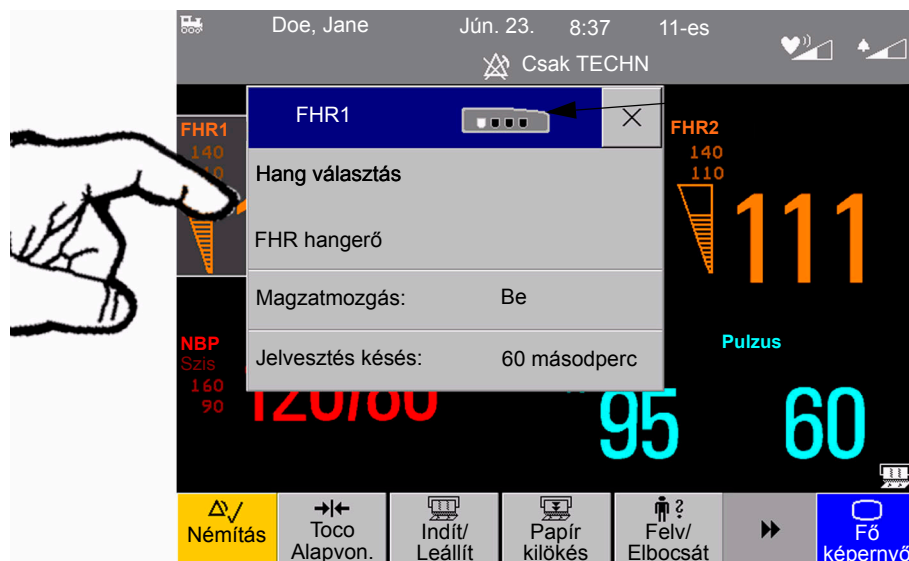 Doe, Jane Jún. 23. 8:37 11-es
Csak TECHN
FHR1
FHR1
140
Hang választás
FHR hangerő
Magzatmozgás: Be
Jelvesztés késés: 60 másodperc
FHR2
140
110
111
NBP
Szis
160
90
120/80
Pulzus
95
60
Némítás
Toco
Alapvon.
Indít/
Leállít
Papír
kilökés
Felv/
Elbocsát
Fő
képernyő